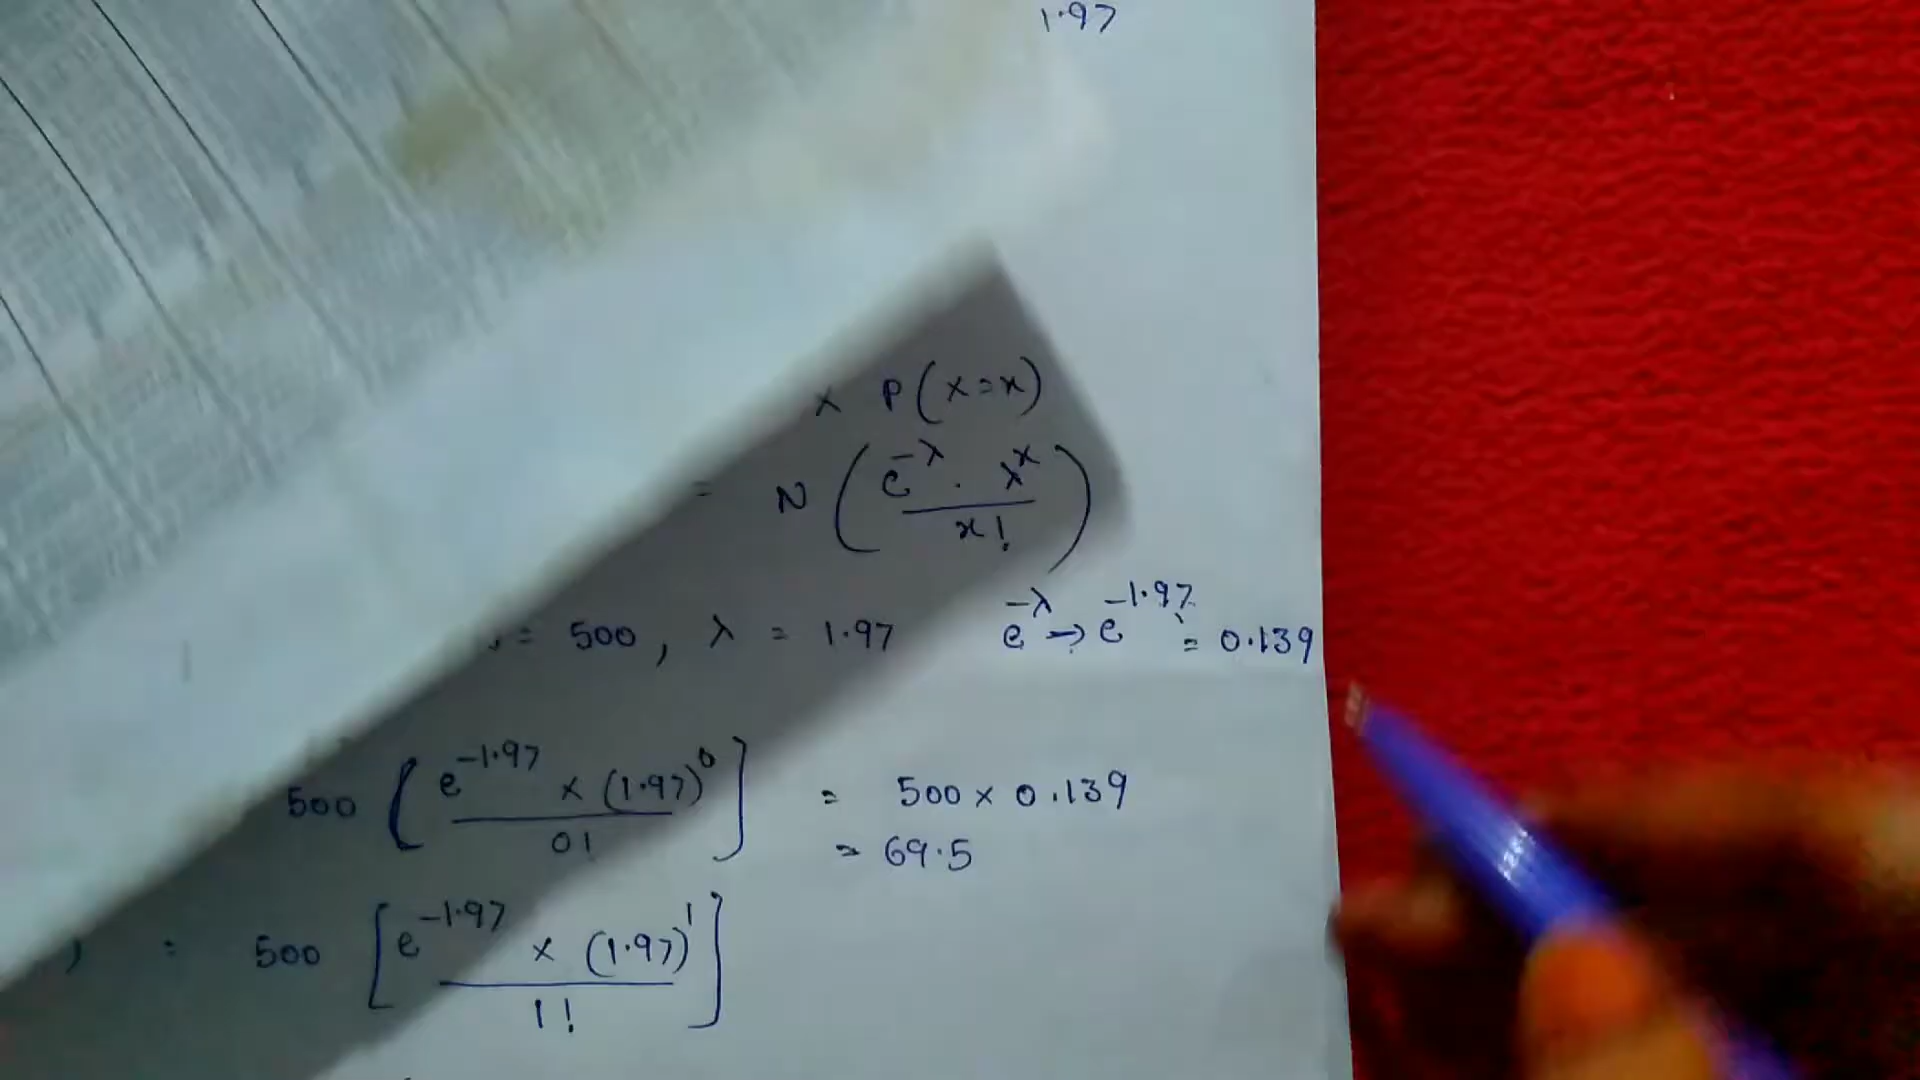 1.97
x P(x=x)
= N ( e^-λ . λ^x / x! )
= 500, λ = 1.97 e^-λ → e^-1.97 = 0.139
500 [ e^-1.97 x (1.97)^0 / 0! ] = 500 x 0.139
= 69.5
) = 500 [ e^-1.97 x (1.97)^1 / 1! ]